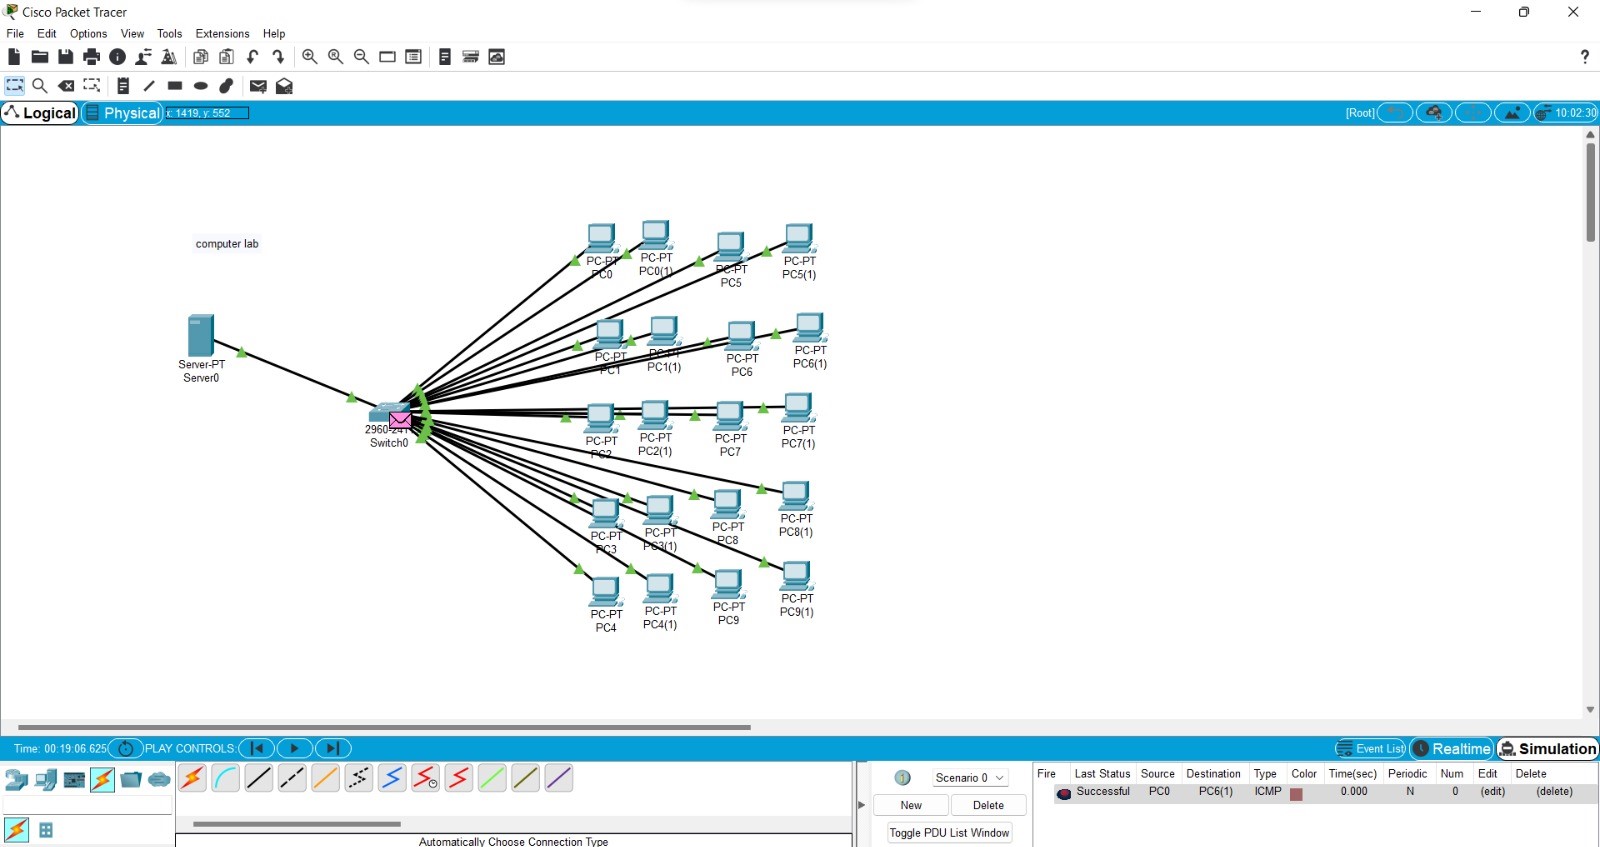 Cisco Packet Tracer
File Edit Options View Tools Extensions Help
?
Logical Physical x: 1419, y: 552 [Root] 10:02:30
computer lab
PC-PT PC0
PC-PT PC0(1)
PC-PT PC5
PC-PT PC5(1)
Server-PT
Server0
PC-PT PC1
PC-PT PC1(1)
PC-PT PC6
PC-PT PC6(1)
2960-24T
Switch0
PC-PT PC2
PC-PT PC2(1)
PC-PT PC7
PC-PT PC7(1)
PC-PT PC3
PC-PT PC3(1)
PC-PT PC8
PC-PT PC8(1)
PC-PT PC4
PC-PT PC4(1)
PC-PT PC9
PC-PT PC9(1)
Time: 00:19:06.625 PLAY CONTROLS: Event List Realtime Simulation
Scenario 0
New Delete
Toggle PDU List Window
Fire Last Status Source Destination Type Color Time(sec) Periodic Num Edit Delete
Successful PC0 PC6(1) ICMP 0.000 N 0 (edit) (delete)
Automatically Choose Connection Type